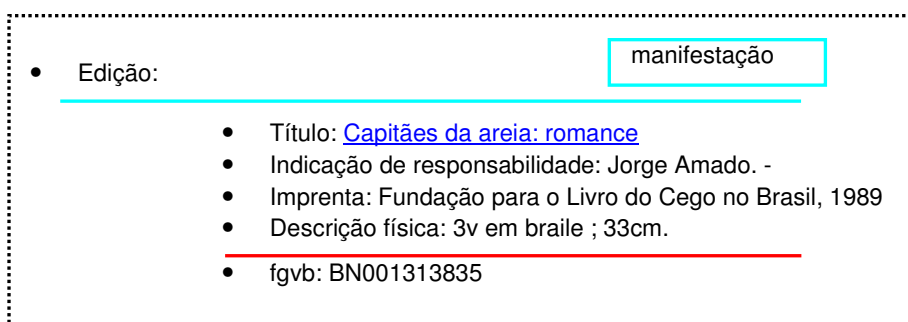 manifestação
• Edição:
• Título: Capitães da areia: romance
• Indicação de responsabilidade: Jorge Amado. -
• Imprenta: Fundação para o Livro do Cego no Brasil, 1989
• Descrição física: 3v em braile ; 33cm.
• fgvb: BN001313835